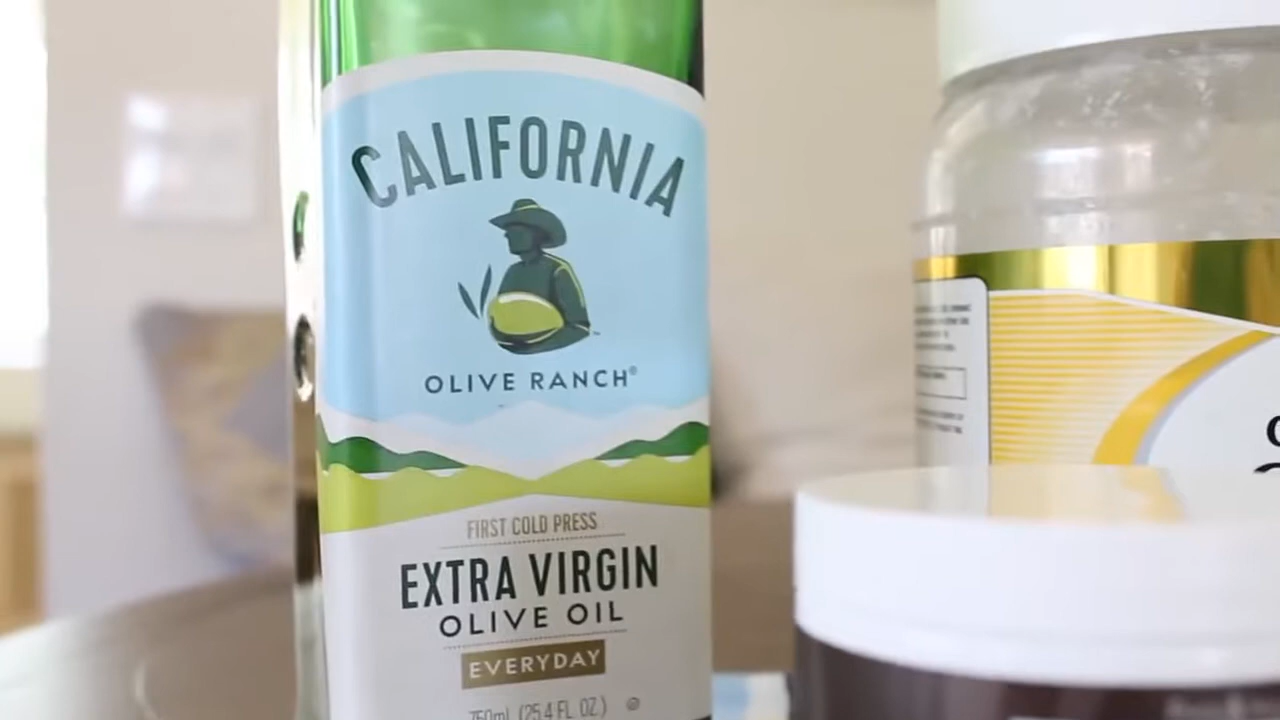 CALIFORNIA
OLIVE RANCH®
FIRST COLD PRESS
EXTRA VIRGIN
OLIVE OIL
EVERYDAY
750mL (25.4 FL. OZ.)